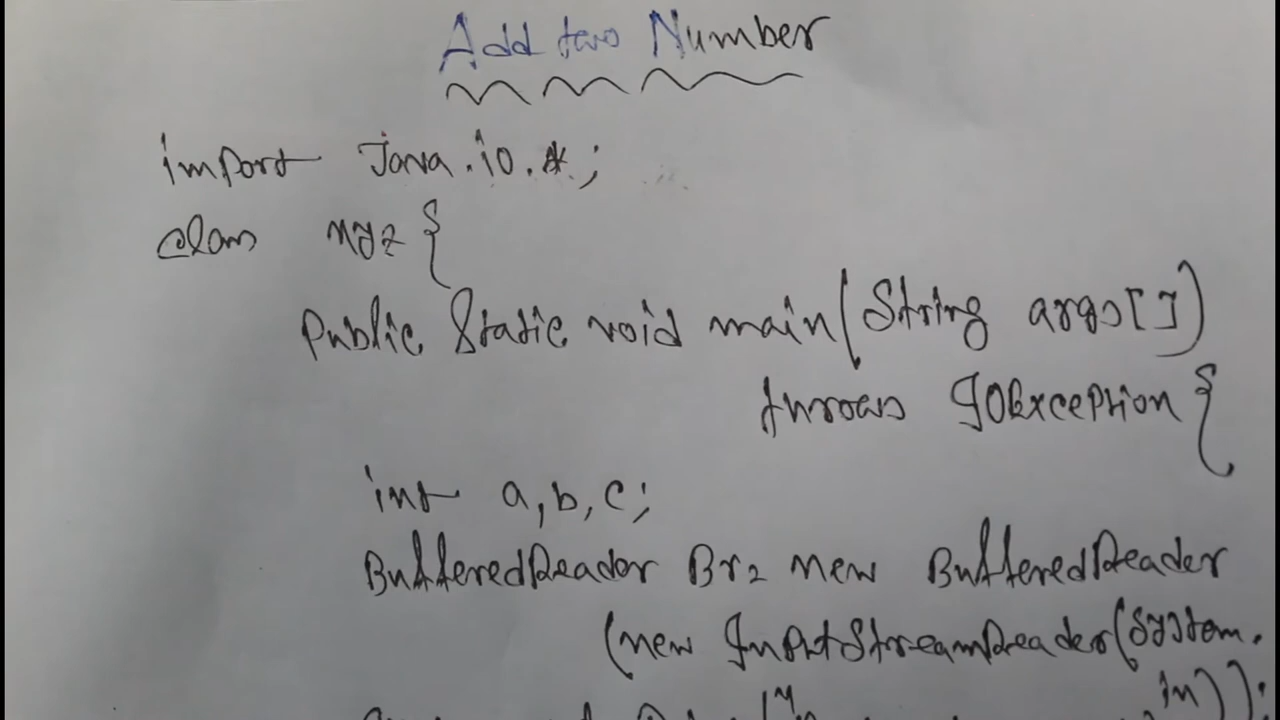 Add two Number
import Java.io.*;
class xyz {
Public Static void main(String args[])
throws IOException {
int a,b,c;
BufferedReader Br= new BufferedReader
(new InputStreamReader(System.
in));